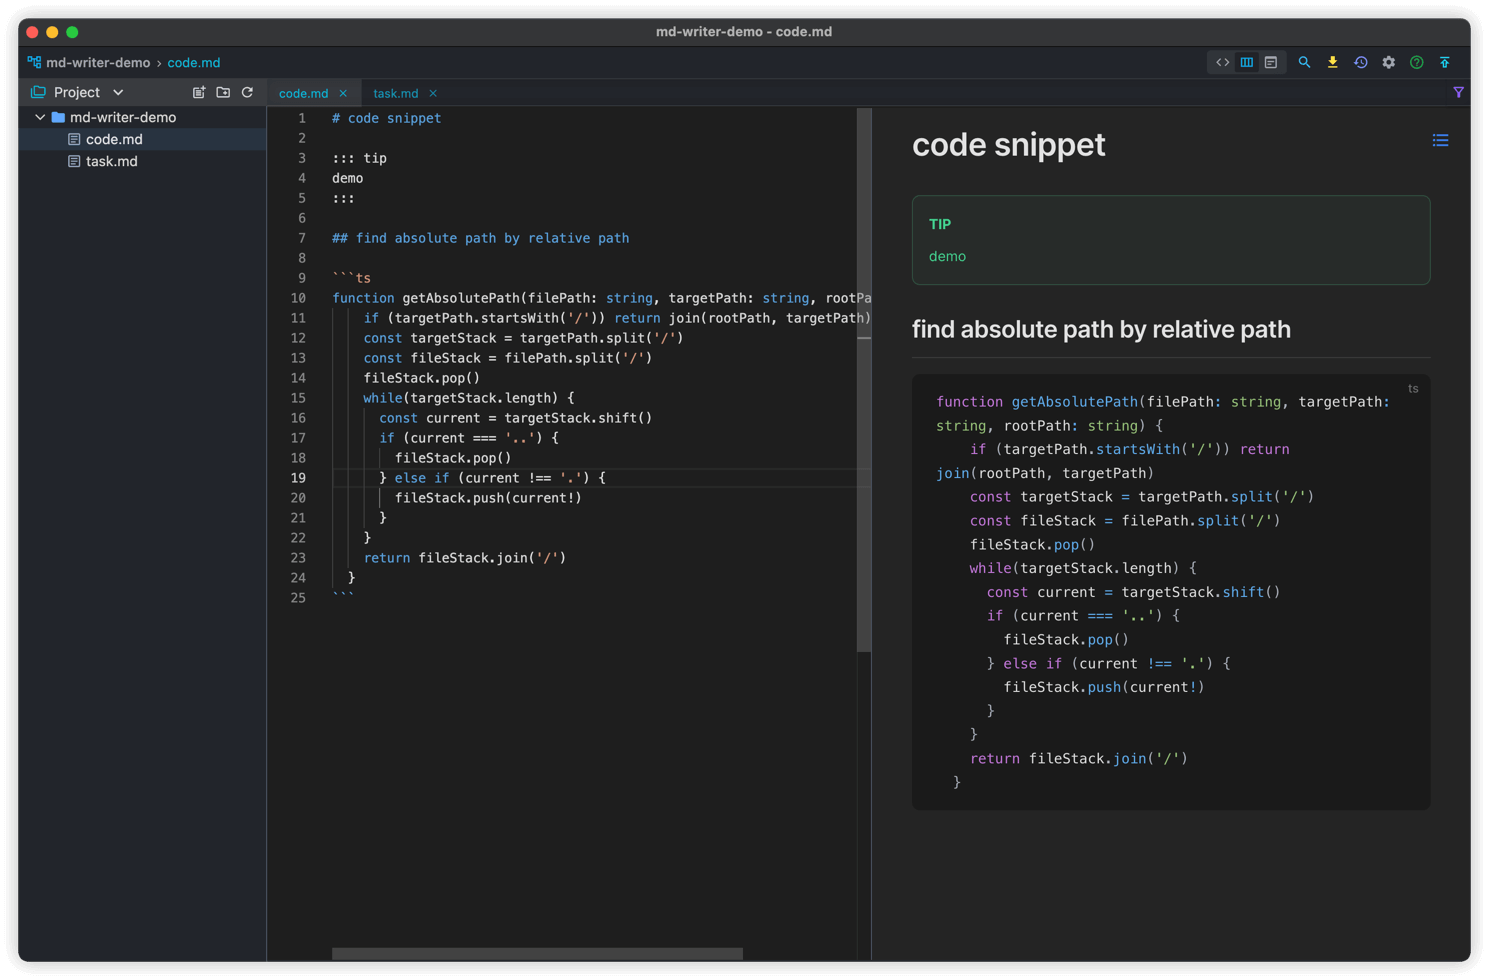 md-writer-demo - code.md
md-writer-demo › code.md
Project
md-writer-demo
code.md
task.md
code.md ×
task.md ×
1 # code snippet
2
3 ::: tip
4 demo
5 :::
6
7 ## find absolute path by relative path
8
9 ```ts
10 function getAbsolutePath(filePath: string, targetPath: string, rootPa
11 if (targetPath.startsWith('/')) return join(rootPath, targetPath)
12 const targetStack = targetPath.split('/')
13 const fileStack = filePath.split('/')
14 fileStack.pop()
15 while(targetStack.length) {
16 const current = targetStack.shift()
17 if (current === '..') {
18 fileStack.pop()
19 } else if (current !== '.') {
20 fileStack.push(current!)
21 }
22 }
23 return fileStack.join('/')
24 }
25 ```
code snippet
TIP
demo
find absolute path by relative path
ts
function getAbsolutePath(filePath: string, targetPath:
string, rootPath: string) {
if (targetPath.startsWith('/')) return
join(rootPath, targetPath)
const targetStack = targetPath.split('/')
const fileStack = filePath.split('/')
fileStack.pop()
while(targetStack.length) {
const current = targetStack.shift()
if (current === '..') {
fileStack.pop()
} else if (current !== '.') {
fileStack.push(current!)
}
}
return fileStack.join('/')
}